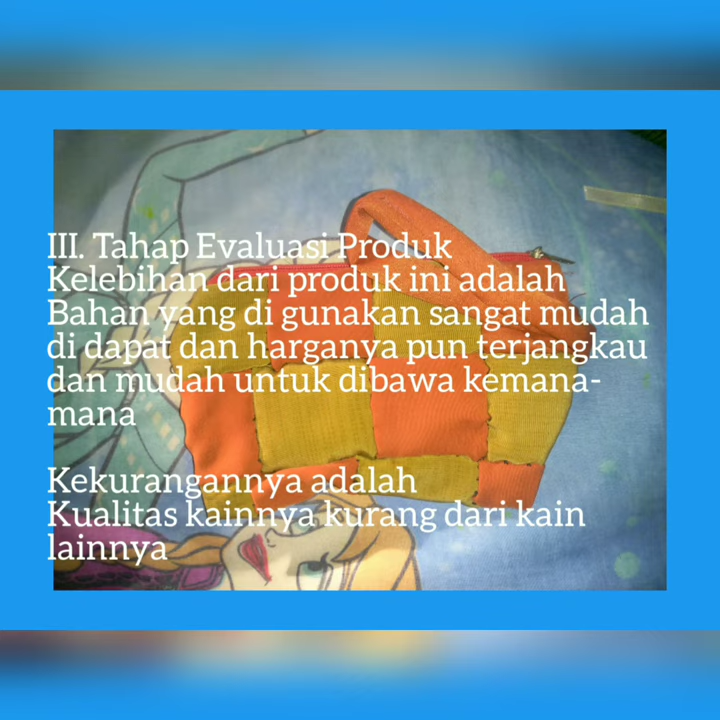 III. Tahap Evaluasi Produk
Kelebihan dari produk ini adalah
Bahan yang di gunakan sangat mudah
di dapat dan harganya pun terjangkau
dan mudah untuk dibawa kemana-
mana
Kekurangannya adalah
Kualitas kainnya kurang dari kain
lainnya